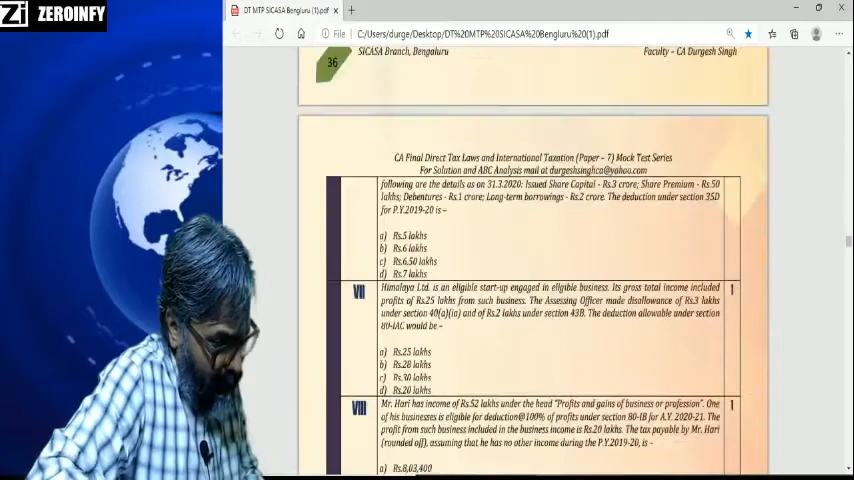 Zi ZEROINFY
DT MTP SICASA Bengluru (1).pdf
File C:/Users/durge/Desktop/DT%20MTP%20SICASA%20Bengluru%20(1).pdf
36
SICASA Branch, Bengaluru
Faculty – CA Durgesh Singh
CA Final Direct Tax Laws and International Taxation (Paper – 7) Mock Test Series
For Solution and ABC Analysis mail at durgeshsinghca@yahoo.com
following are the details as on 31.3.2020: Issued Share Capital - Rs.3 crore; Share Premium - Rs.50
lakhs; Debentures - Rs.1 crore; Long-term borrowings - Rs.2 crore. The deduction under section 35D
for P.Y.2019-20 is –
a) Rs.5 lakhs
b) Rs.6 lakhs
c) Rs.6.50 lakhs
d) Rs.7 lakhs
VII
Himalaya Ltd. is an eligible start-up engaged in eligible business. Its gross total income included
profits of Rs.25 lakhs from such business. The Assessing Officer made disallowance of Rs.3 lakhs
under section 40(a)(ia) and of Rs.2 lakhs under section 43B. The deduction allowable under section
80-IAC would be –
1
a) Rs.25 lakhs
b) Rs.28 lakhs
c) Rs.30 lakhs
d) Rs.20 lakhs
VIII
Mr. Hari has income of Rs.52 lakhs under the head "Profits and gains of business or profession". One
of his businesses is eligible for deduction@100% of profits under section 80-IB for A.Y. 2020-21. The
profit from such business included in the business income is Rs.20 lakhs. The tax payable by Mr. Hari
(rounded off), assuming that he has no other income during the P.Y.2019-20, is –
1
a) Rs.8,03,400